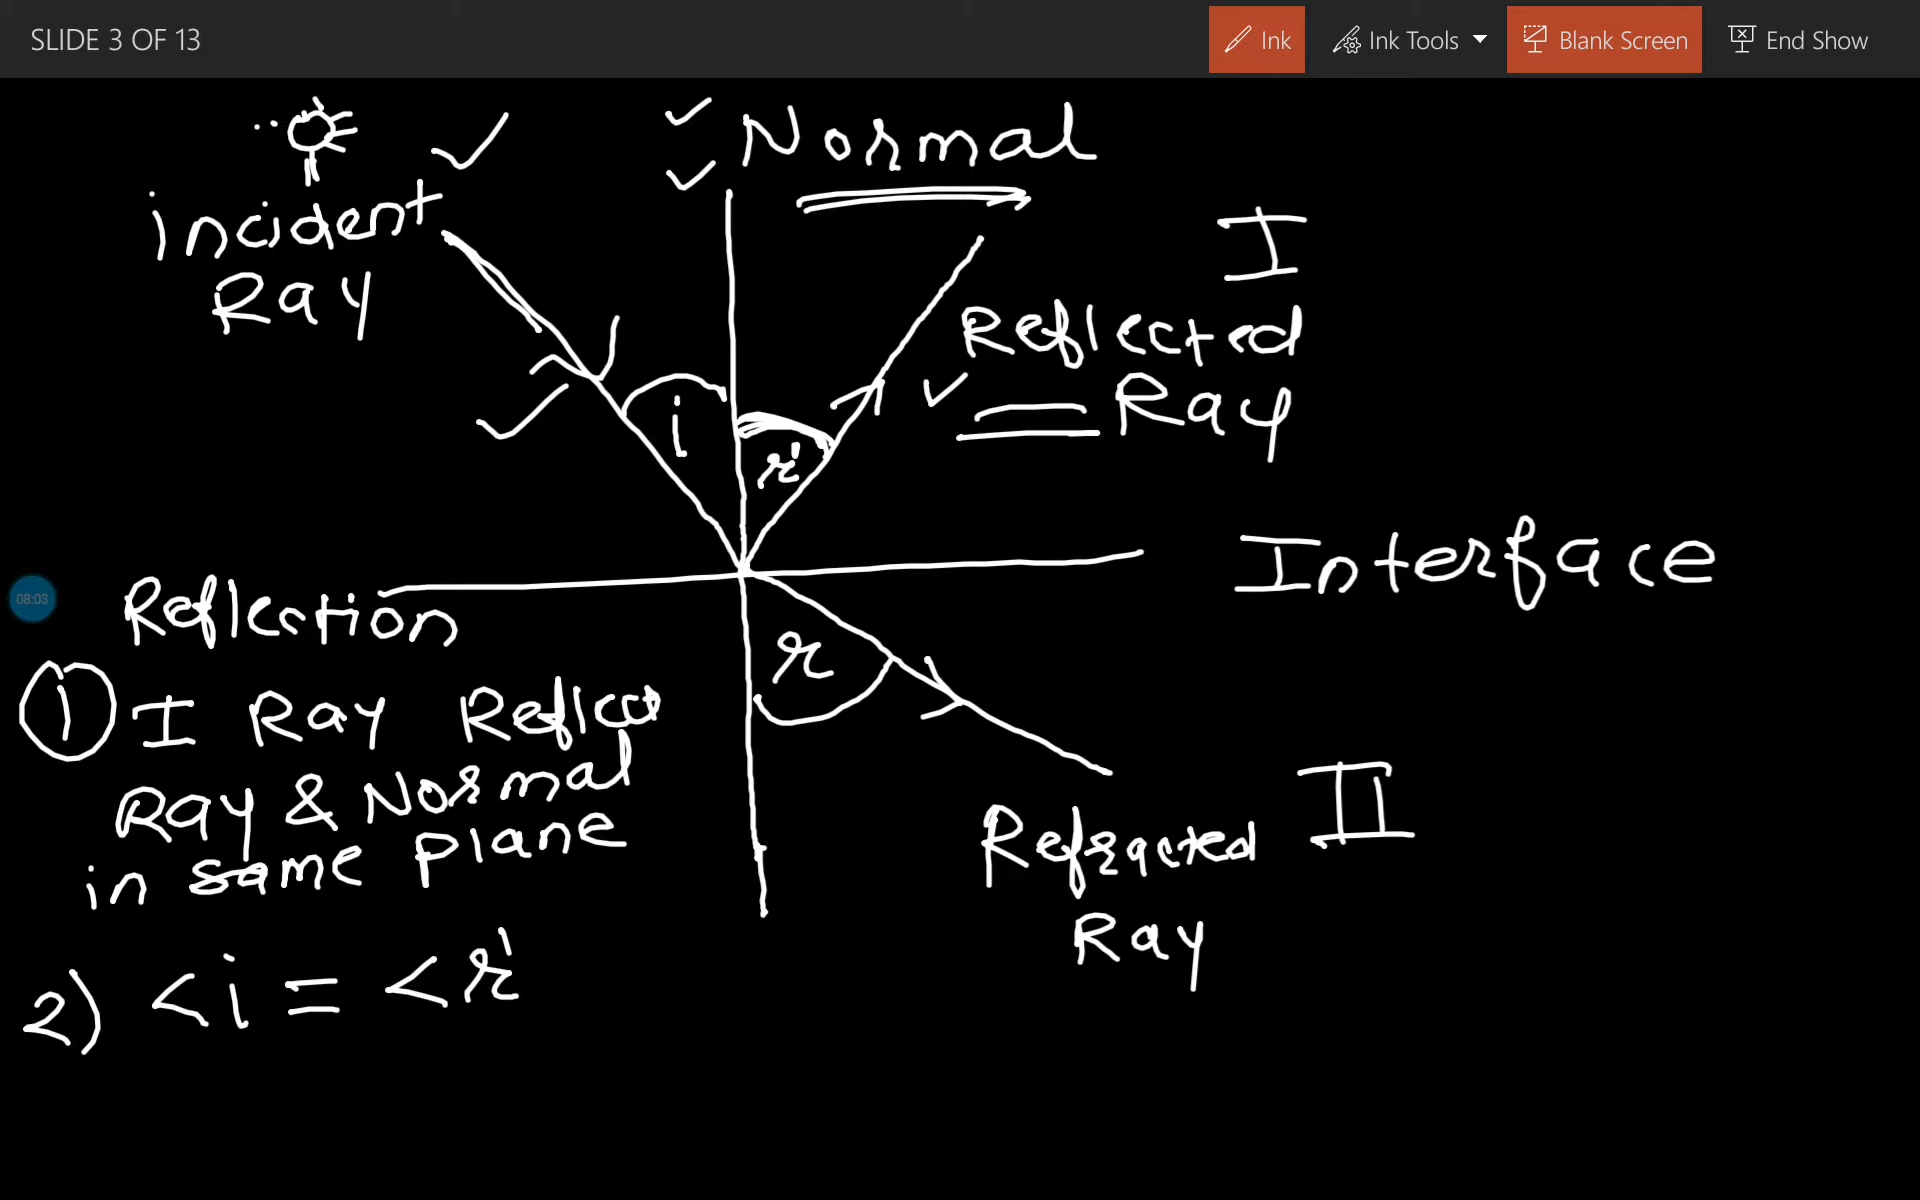 SLIDE 3 OF 13
Ink
Ink Tools
Blank Screen
End Show
Normal
incident
Ray
I
Reflected
Ray
i
r'
Interface
08:03
Reflection
1 I Ray Reflect
Ray & Normal
in same plane
2) <i = <r'
r
II
Refracted
Ray